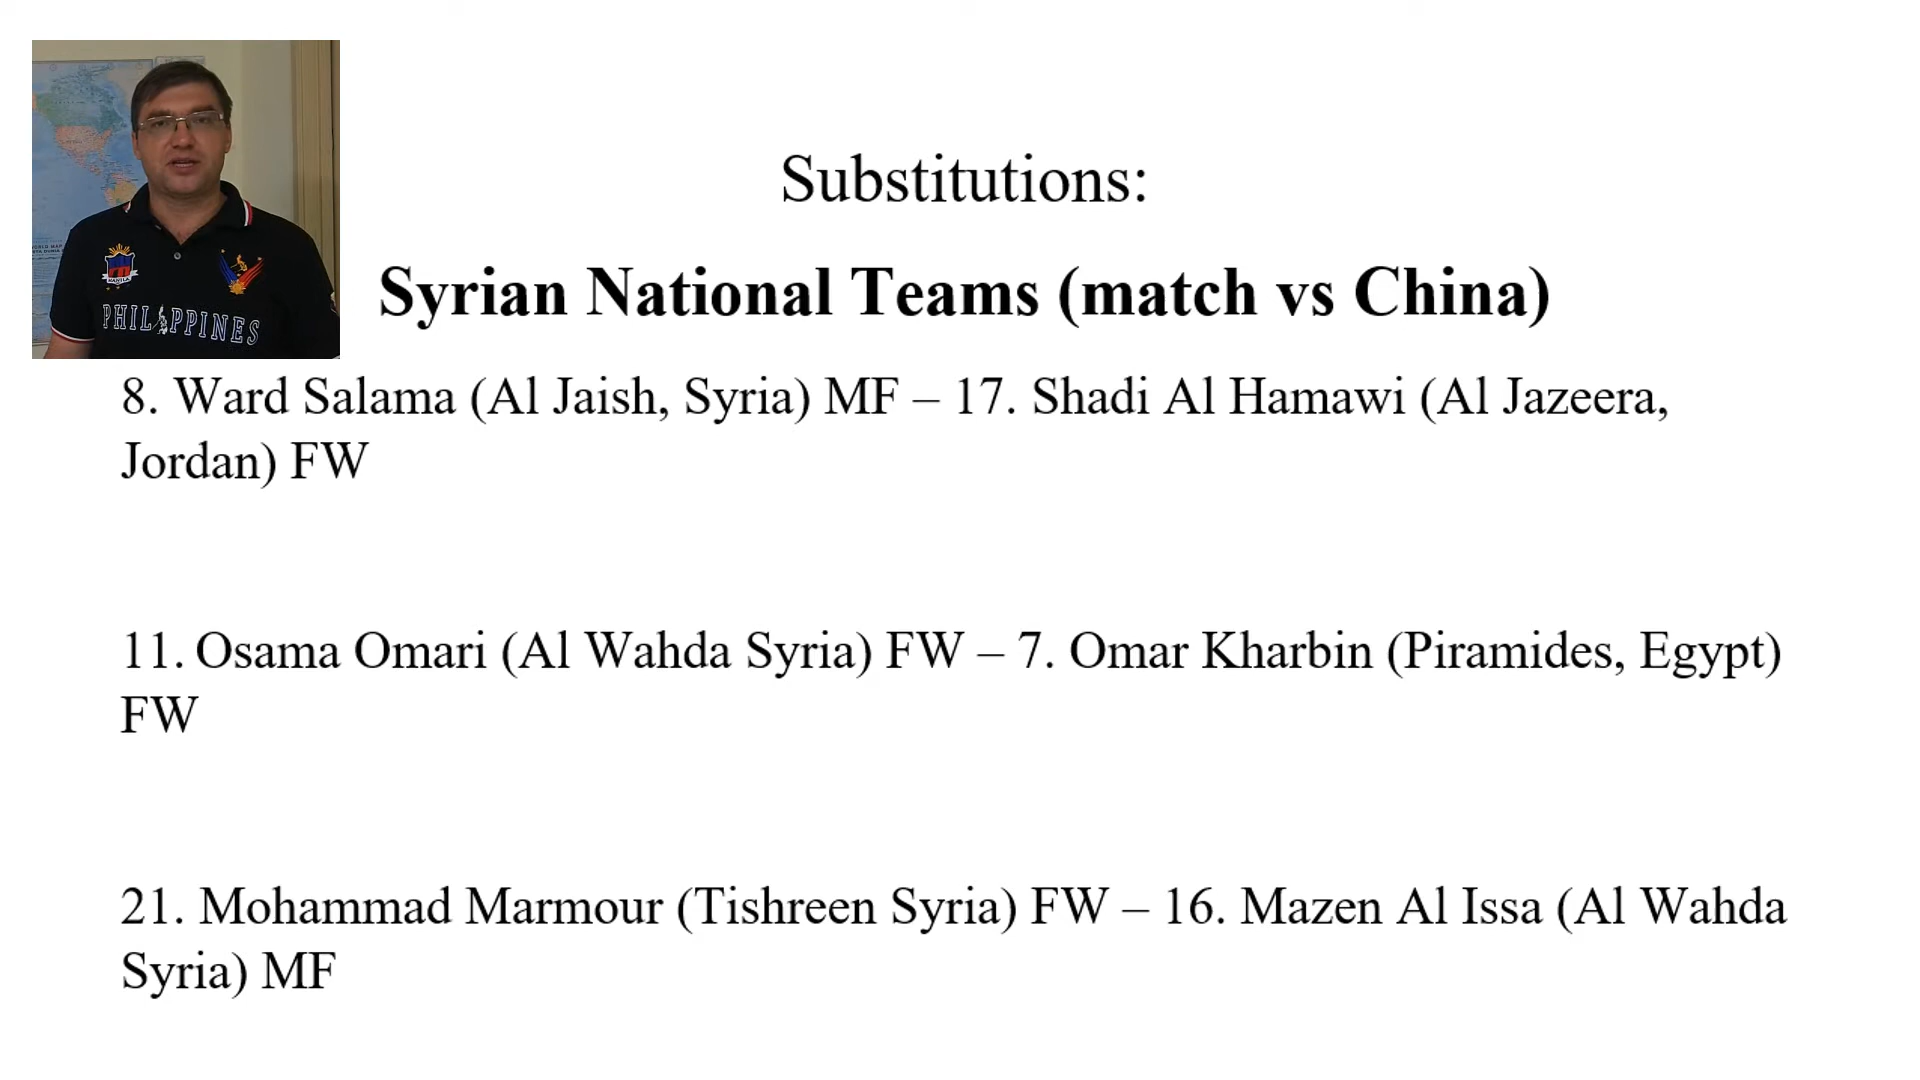 Substitutions:
Syrian National Teams (match vs China)
8. Ward Salama (Al Jaish, Syria) MF – 17. Shadi Al Hamawi (Al Jazeera,
Jordan) FW
11. Osama Omari (Al Wahda Syria) FW – 7. Omar Kharbin (Piramides, Egypt)
FW
21. Mohammad Marmour (Tishreen Syria) FW – 16. Mazen Al Issa (Al Wahda
Syria) MF
MANILA
PHILIPPINES